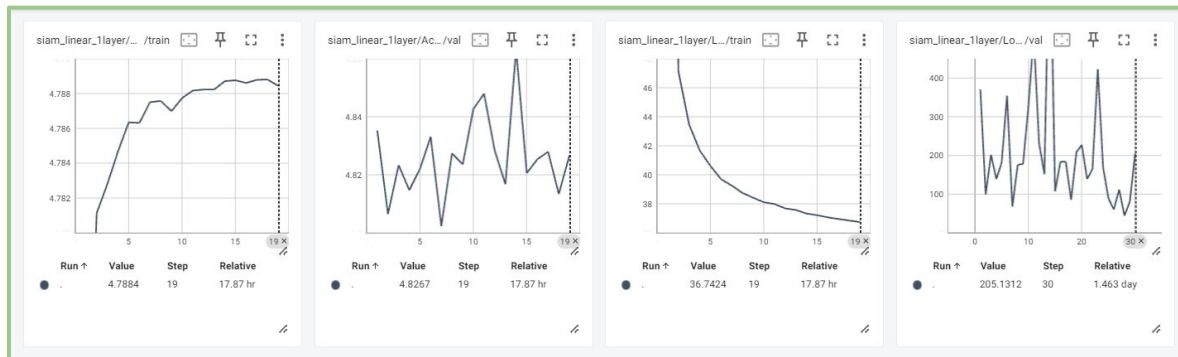 siam_linear_1layer/... /train
4.788
4.786
4.784
4.782
5 10 15 19 ×
Run ↑ Value Step Relative
. 4.7884 19 17.87 hr
siam_linear_1layer/Ac.../val
4.84
4.82
5 10 15 19 ×
Run ↑ Value Step Relative
. 4.8267 19 17.87 hr
siam_linear_1layer/L.../train
46
44
42
40
38
36
5 10 15 19 ×
Run ↑ Value Step Relative
. 36.7424 19 17.87 hr
siam_linear_1layer/Lo.../val
400
300
200
100
0 10 20 30 ×
Run ↑ Value Step Relative
. 205.1312 30 1.463 day